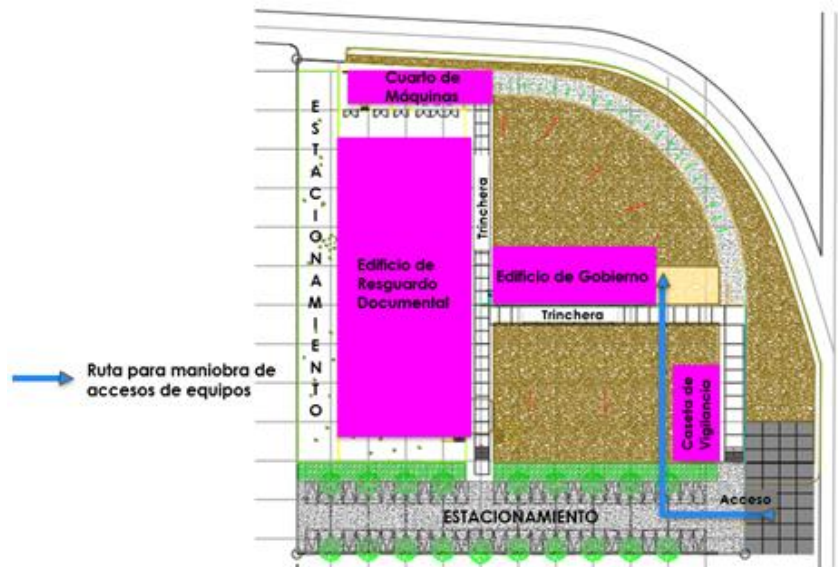 Cuarto de
Máquinas
ESTACIONAMIENTO
Trinchera
Edificio de
Resguardo
Documental
Edificio de Gobierno
Trinchera
Ruta para maniobra de
accesos de equipos
Caseta de
Vigilancia
Acceso
ESTACIONAMIENTO